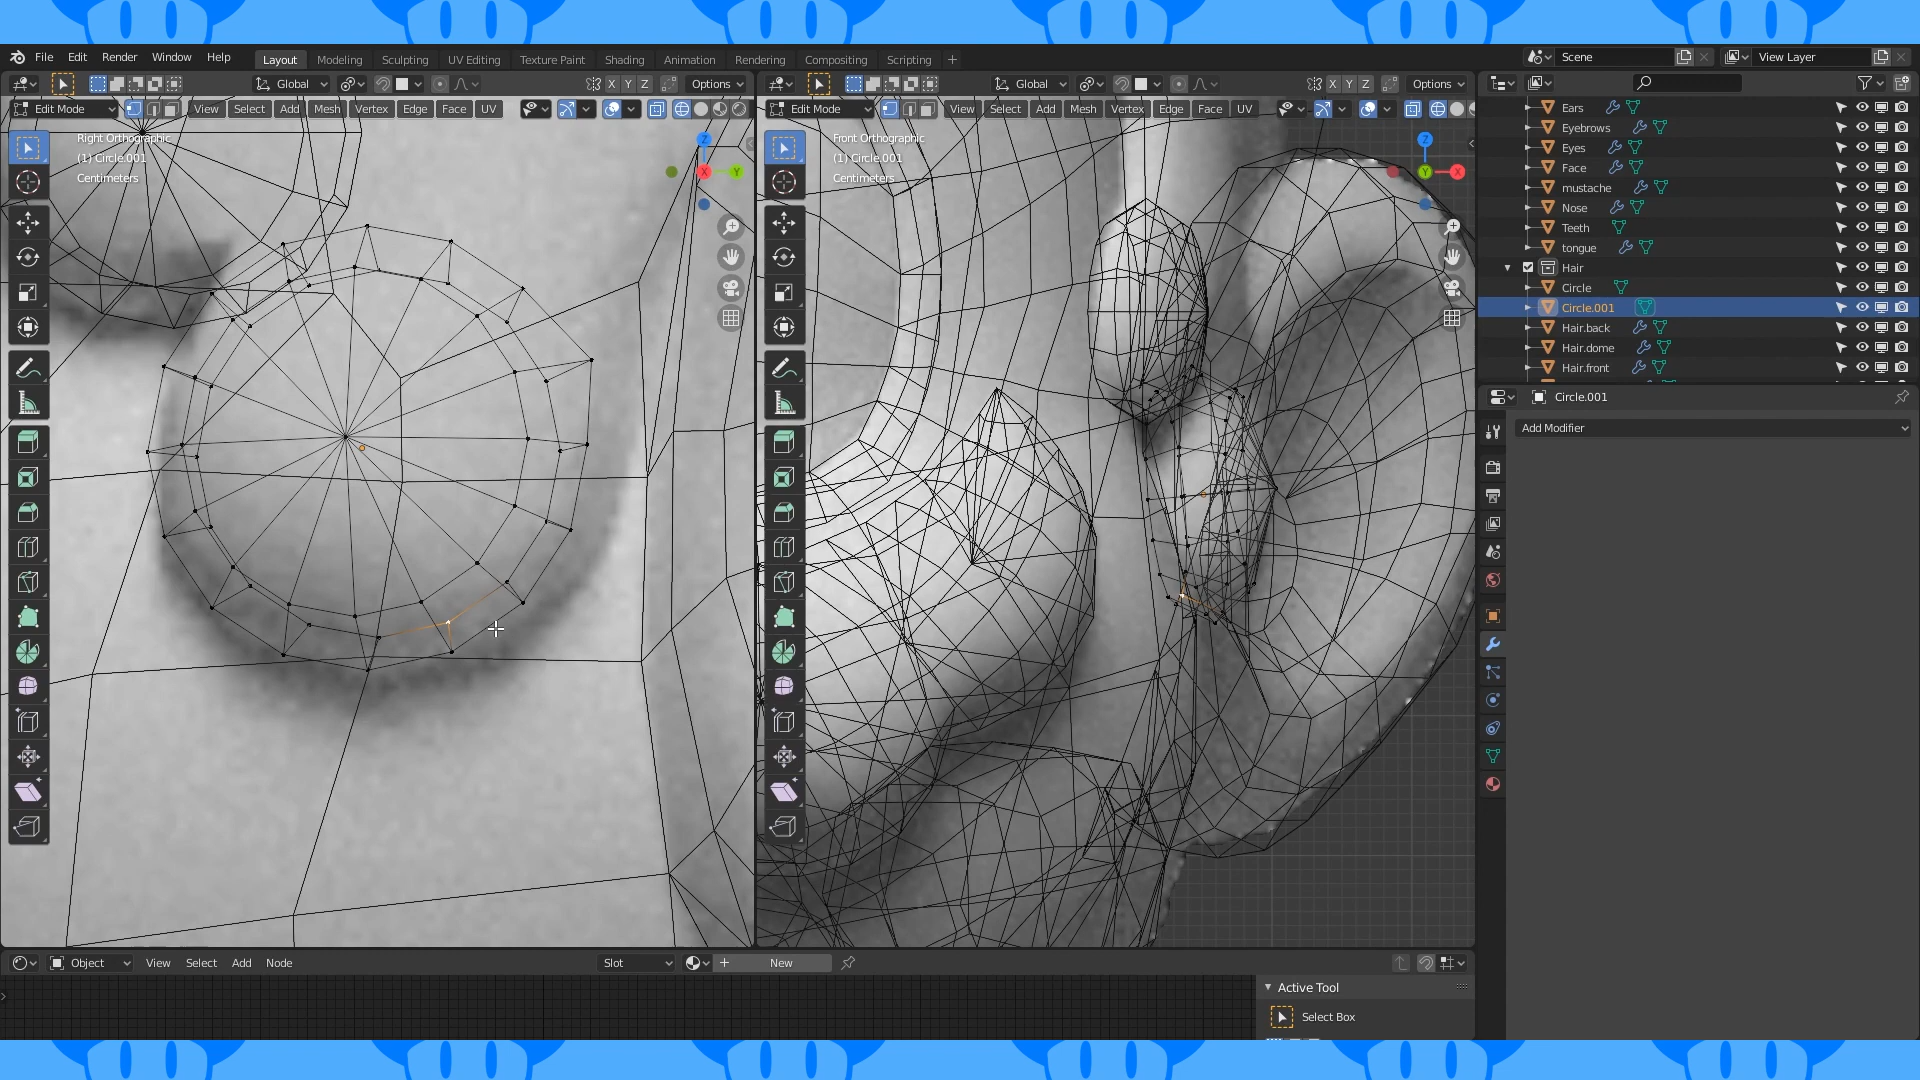 File Edit Render Window Help Layout Modeling Sculpting UV Editing Texture Paint Shading Animation Rendering Compositing Scripting + Scene View Layer
Global X Y Z Options Global X Y Z Options
Edit Mode View Select Add Mesh Vertex Edge Face UV Edit Mode View Select Add Mesh Vertex Edge Face UV
Right Orthographic
(1) Circle.001
Centimeters
Z
X
Y
Front Orthographic
(1) Circle.001
Centimeters
Z
Y
X
Ears
Eyebrows
Eyes
Face
mustache
Nose
Teeth
tongue
Hair
Circle
Circle.001
Hair.back
Hair.dome
Hair.front
Circle.001
Add Modifier
Object View Select Add Node Slot New
Active Tool
Select Box